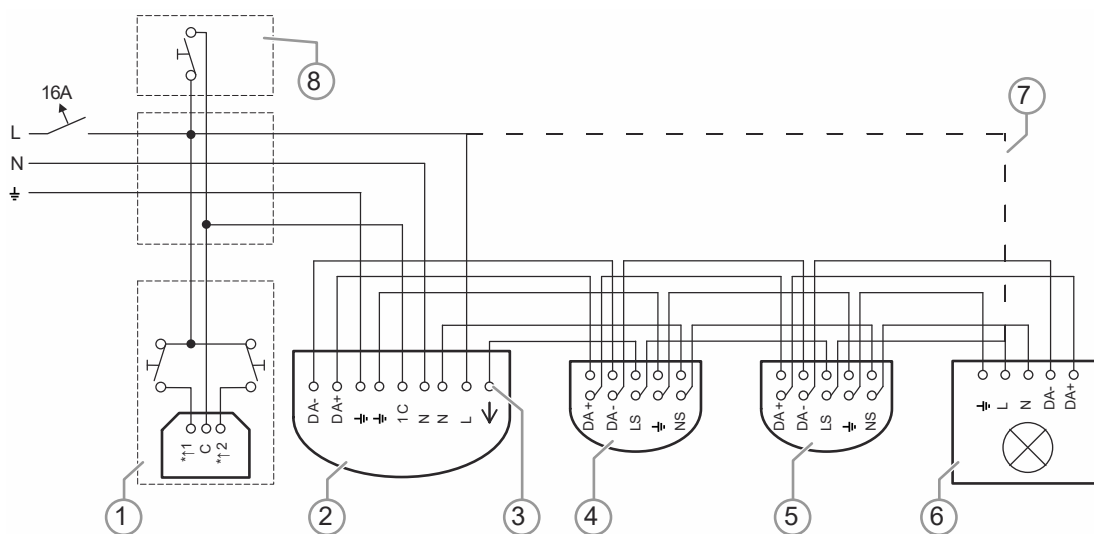 8
16A
7
L
N
*↑1
C
*↑2
DA-
DA+
1C
N
N
L
DA+
DA-
LS
NS
DA+
DA-
LS
NS
L
N
DA-
DA+
1
2
3
4
5
6